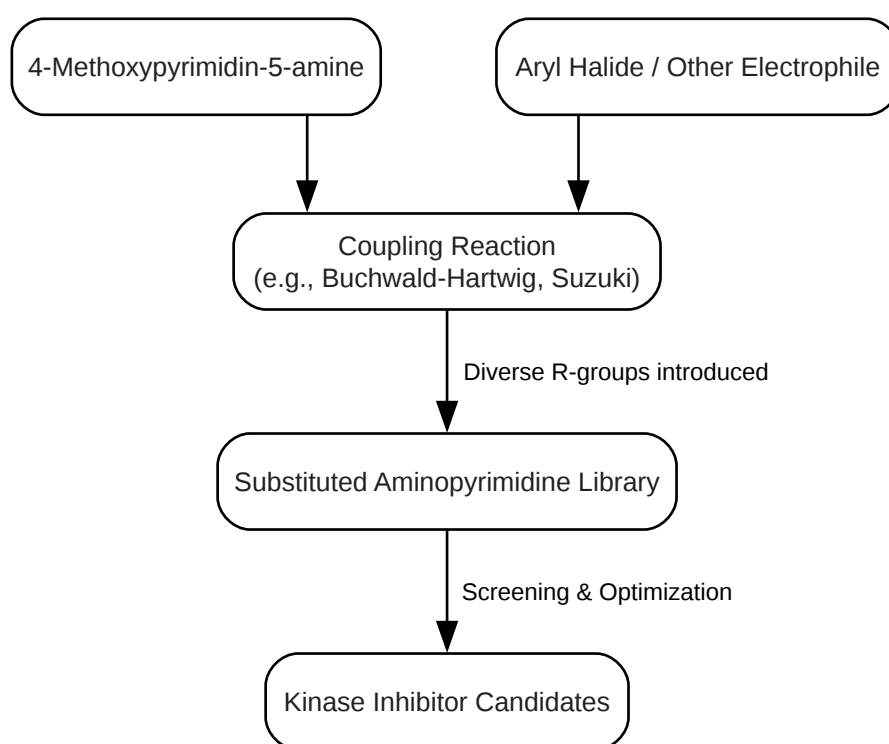 4-Methoxypyrimidin-5-amine
Aryl Halide / Other Electrophile
Coupling Reaction
(e.g., Buchwald-Hartwig, Suzuki)
Diverse R-groups introduced
Substituted Aminopyrimidine Library
Screening & Optimization
Kinase Inhibitor Candidates